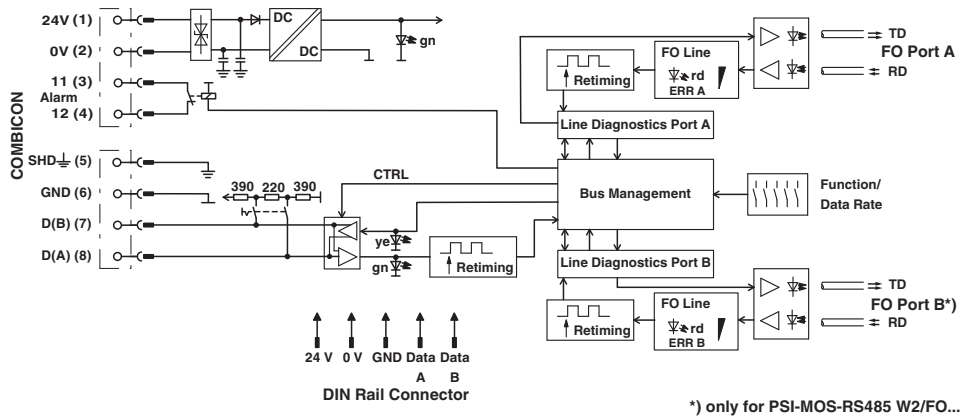 COMBICON
24V (1)
0V (2)
11 (3)
Alarm
12 (4)
SHD (5)
GND (6)
D(B) (7)
D(A) (8)
DC
DC
gn
390 220 390
CTRL
ye
gn
Retiming
Retiming
FO Line
rd
ERR A
Line Diagnostics Port A
Bus Management
Line Diagnostics Port B
Retiming
FO Line
rd
ERR B
TD
FO Port A
RD
Function/
Data Rate
TD
FO Port B*)
RD
24 V 0 V GND Data Data
A B
DIN Rail Connector
*) only for PSI-MOS-RS485 W2/FO...